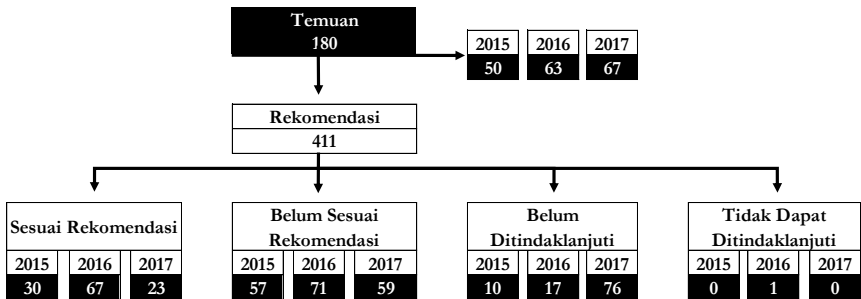 Temuan
180
2015 2016 2017
50 63 67
Rekomendasi
411
Sesuai Rekomendasi
2015 2016 2017
30 67 23
Belum Sesuai
Rekomendasi
2015 2016 2017
57 71 59
Belum
Ditindaklanjuti
2015 2016 2017
10 17 76
Tidak Dapat
Ditindaklanjuti
2015 2016 2017
0 1 0